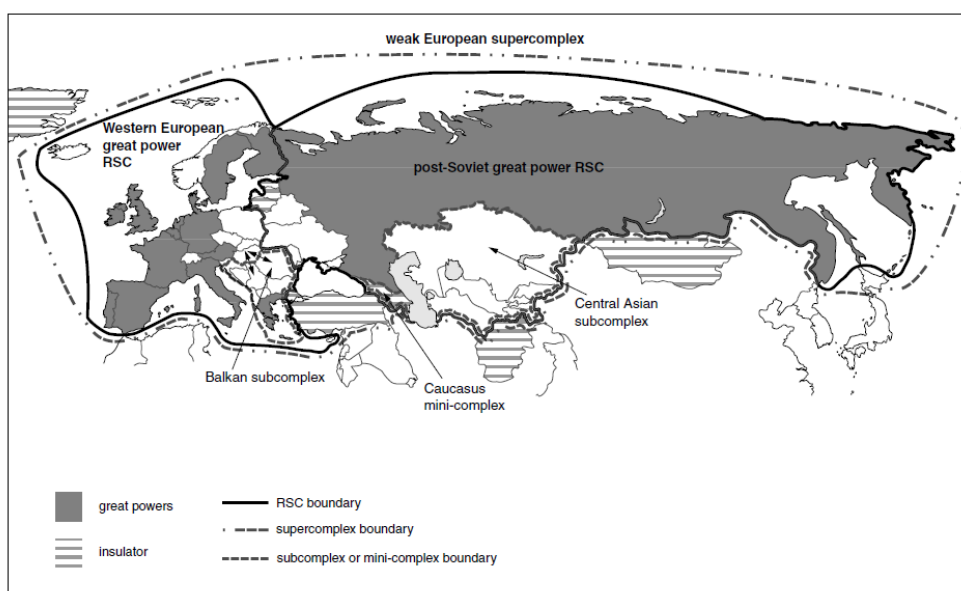 weak European supercomplex
Western European
great power
RSC
post-Soviet great power RSC
Central Asian
subcomplex
Balkan subcomplex
Caucasus
mini-complex
great powers
RSC boundary
supercomplex boundary
insulator
subcomplex or mini-complex boundary